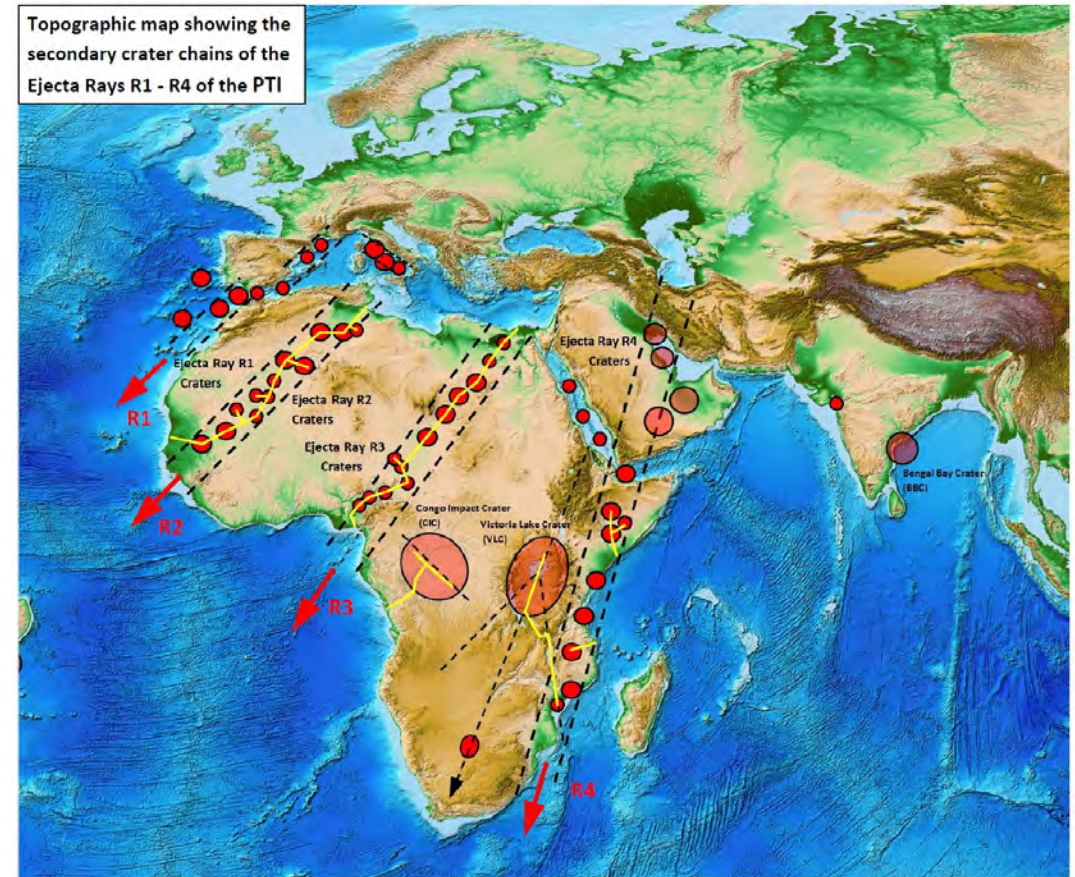 Topographic map showing the
secondary crater chains of the
Ejecta Rays R1 - R4 of the PTI
Ejecta Ray R4
Craters
Ejecta Ray R1
Craters
R1
Ejecta Ray R2
Craters
Ejecta Ray R3
Craters
Bengal Bay Crater
(BBC)
R2
Congo Impact Crater
(CIC)
Victoria Lake Crater
(VLC)
R3
R4